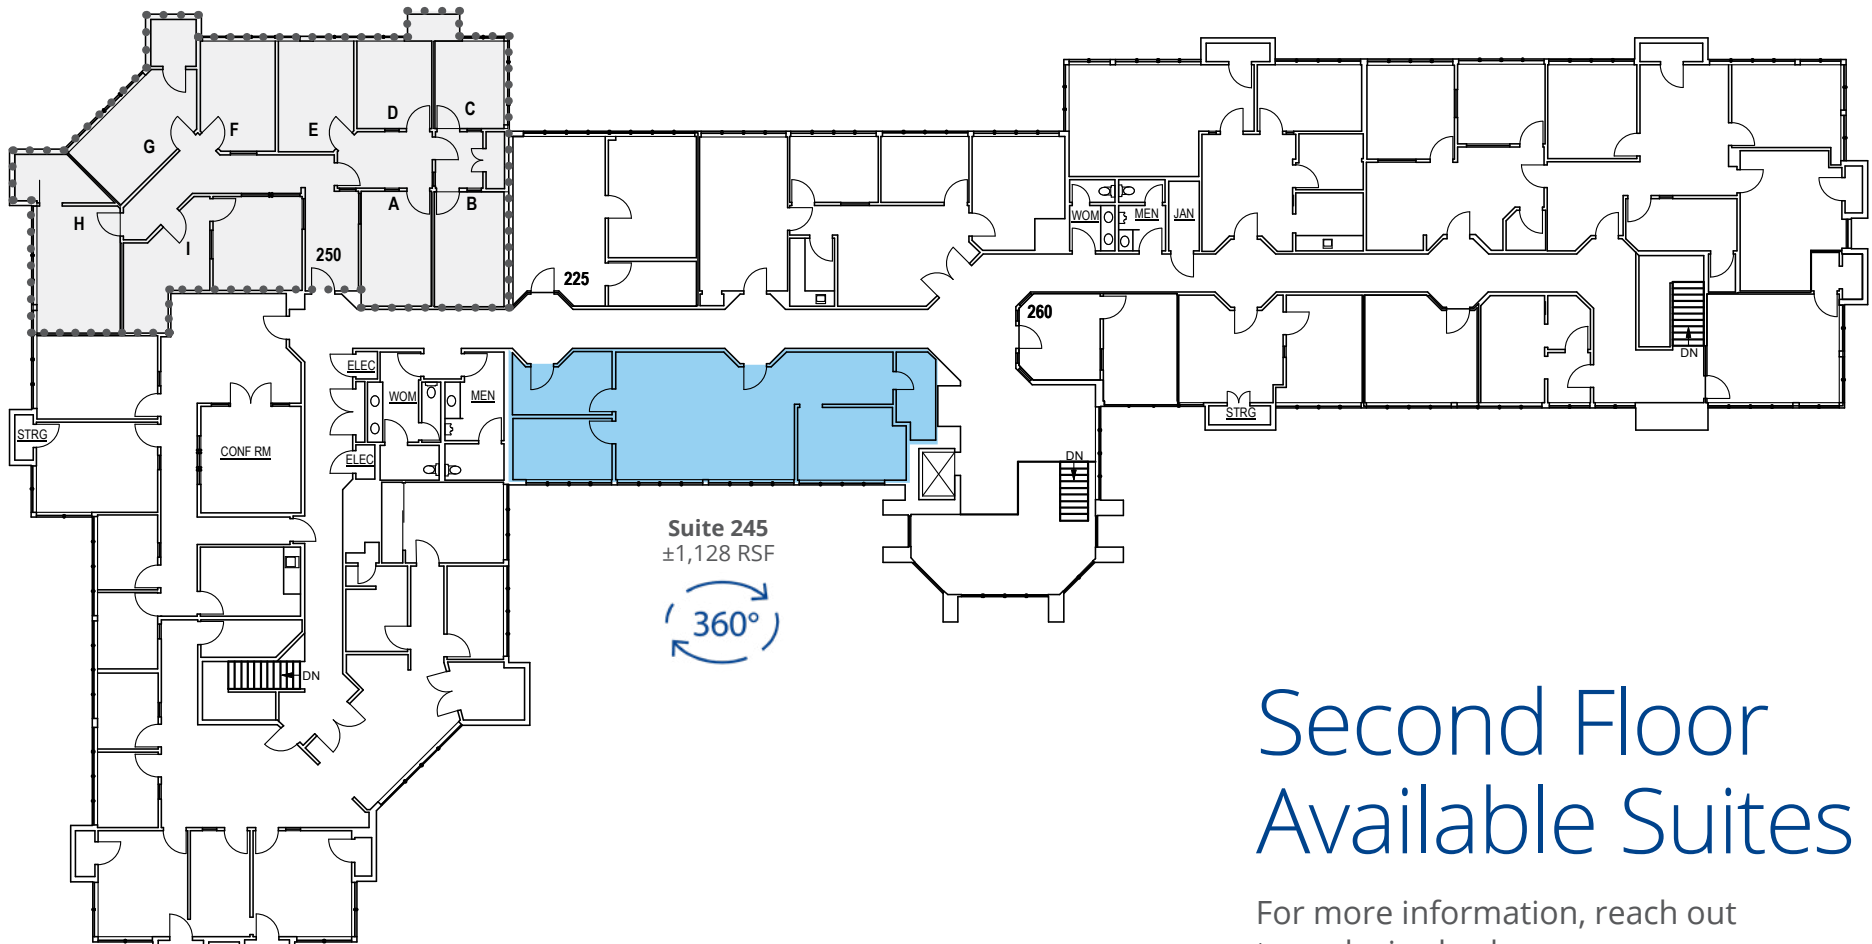 D
C
F
E
G
A
B
H
I
250
225
WOM
MEN
JAN
260
DN
ELEC
WOM
MEN
STRG
STRG
CONF RM
ELEC
DN
Suite 245
±1,128 RSF
360°
DN
Second Floor
Available Suites
For more information, reach out